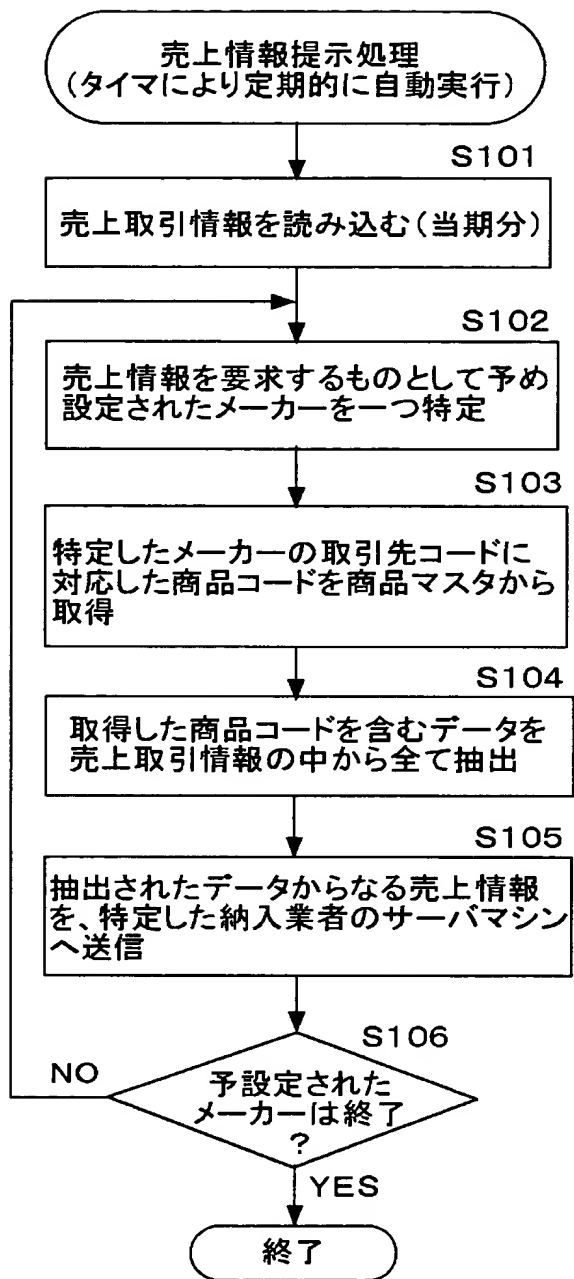 売上情報提示処理
(タイマにより定期的に自動実行)
S101
売上取引情報を読み込む(当期分)
S102
売上情報を要求するものとして予め
設定されたメーカーを一つ特定
S103
特定したメーカーの取引先コードに
対応した商品コードを商品マスタから
取得
S104
取得した商品コードを含むデータを
売上取引情報の中から全て抽出
S105
抽出されたデータからなる売上情報
を、特定した納入業者のサーバマシン
へ送信
S106
NO
予設定された
メーカーは終了
?
YES
終了